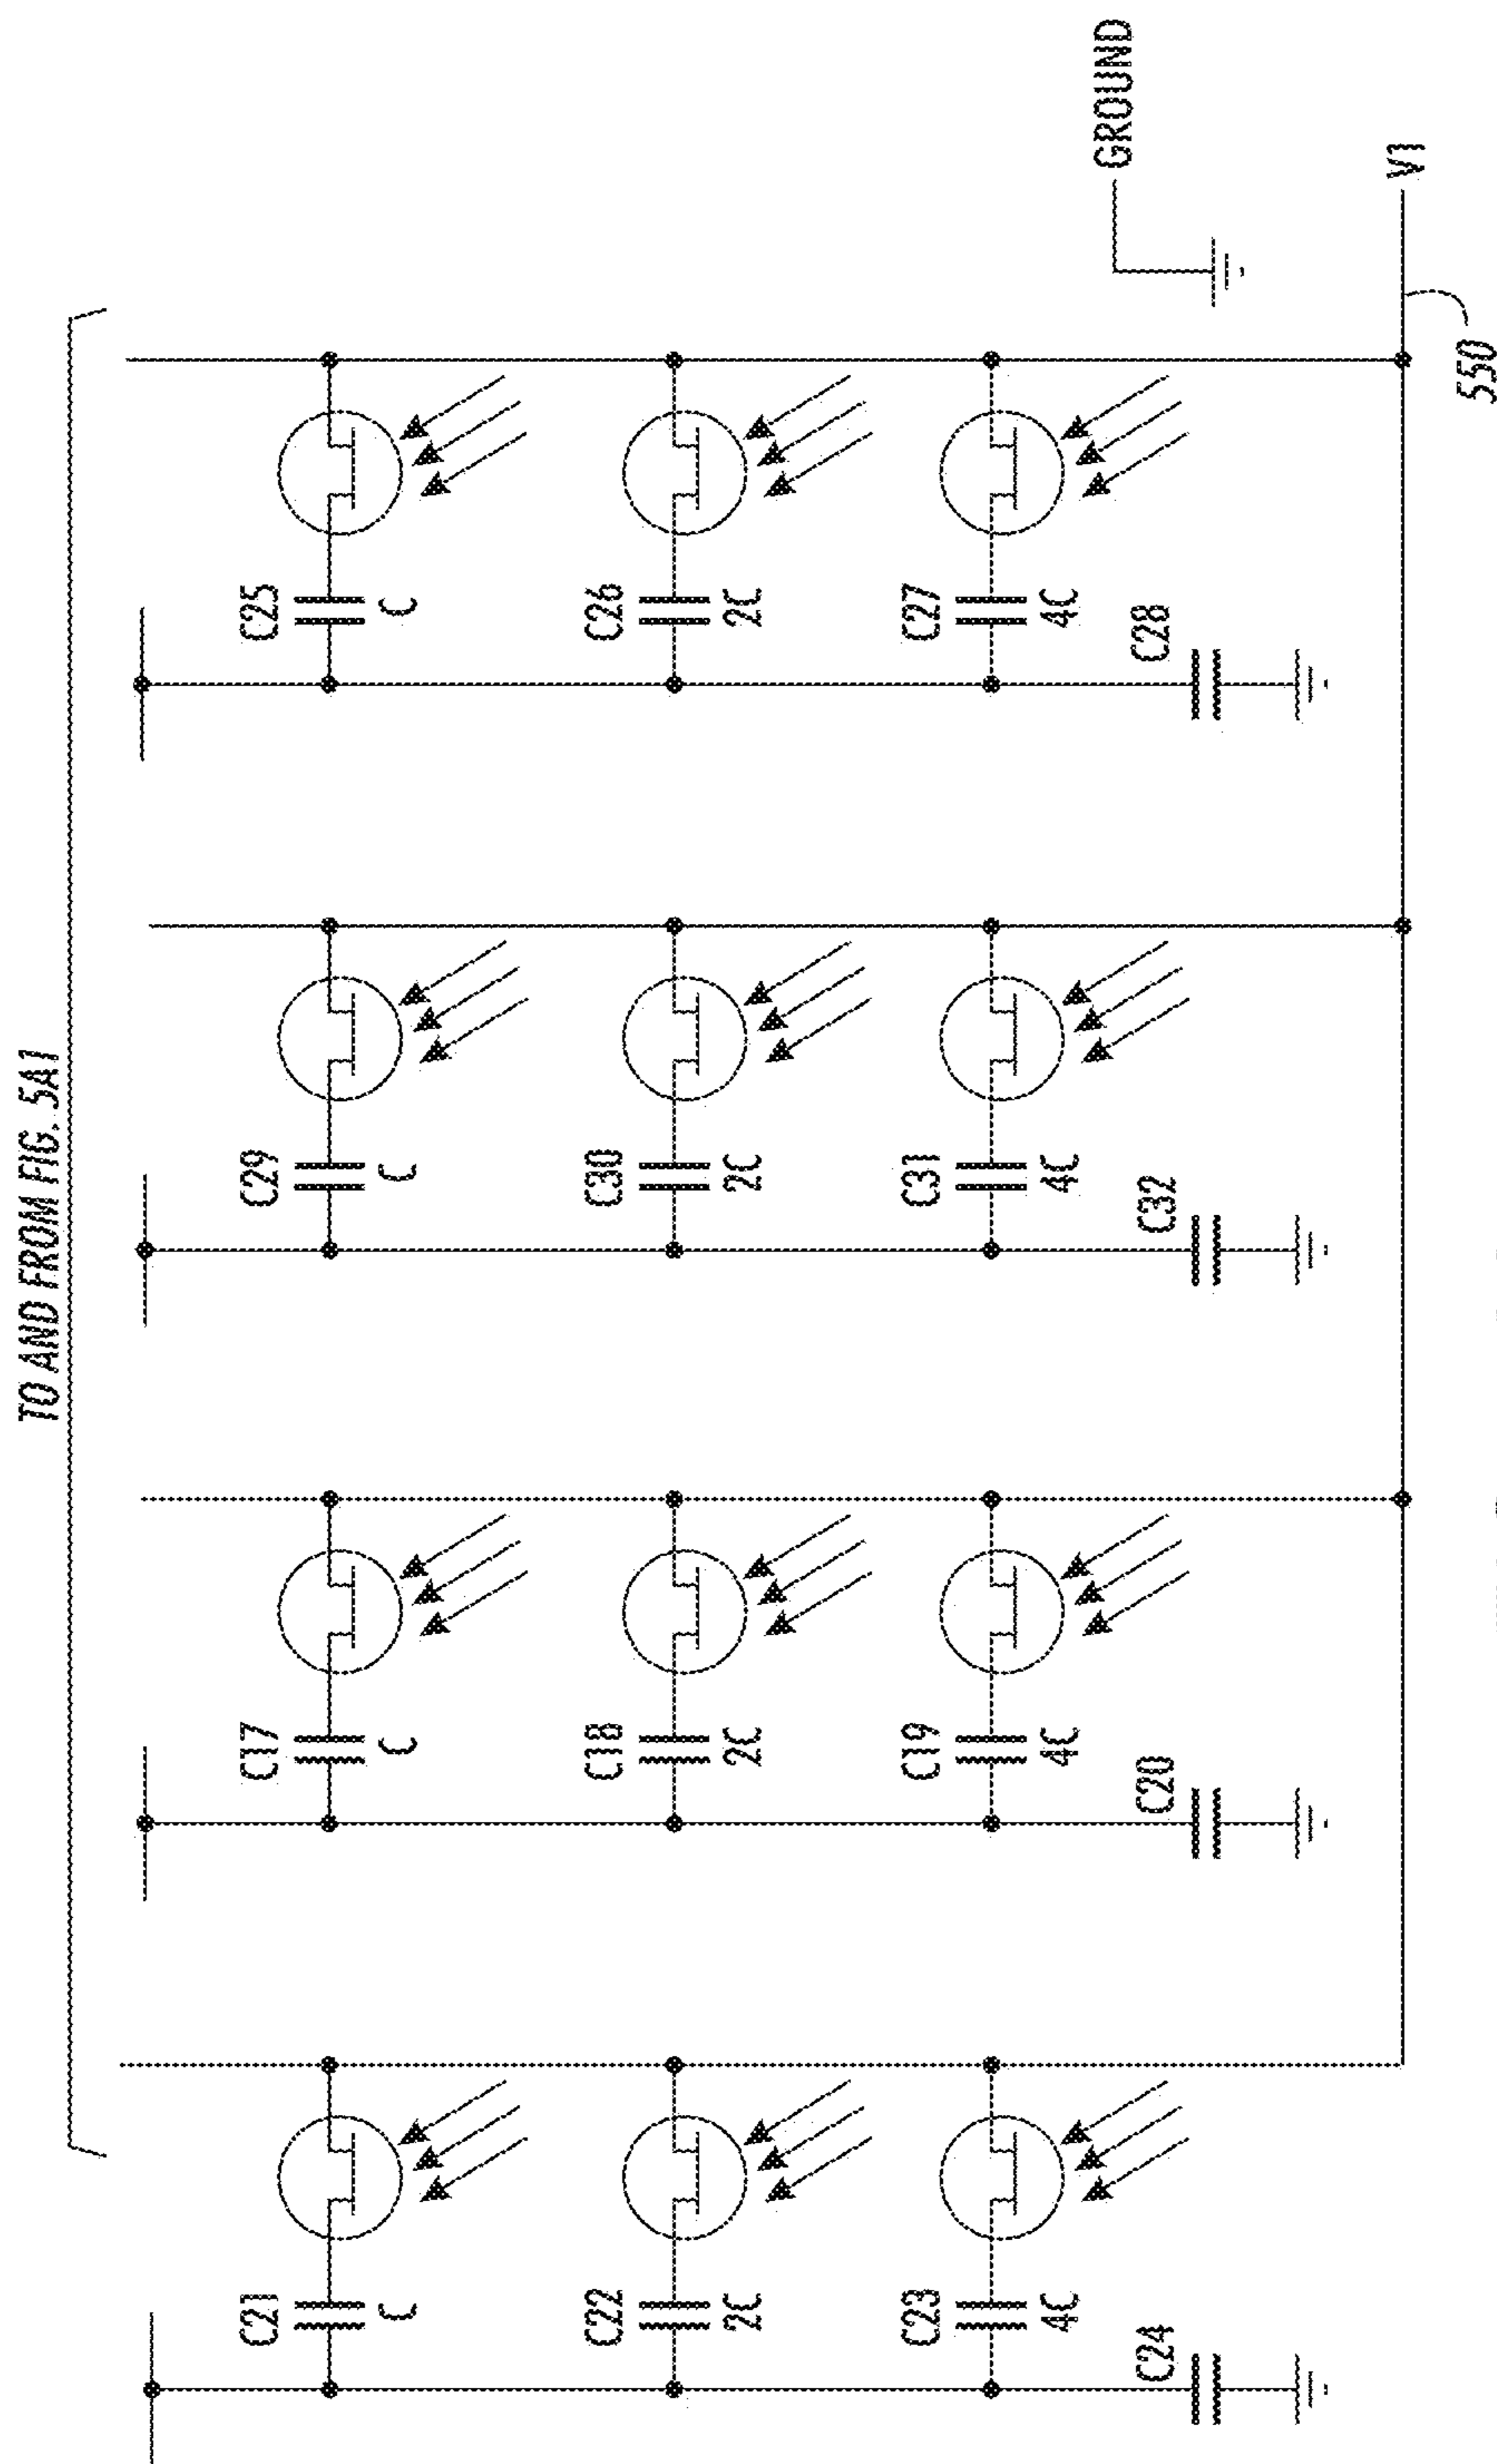 TO AND FROM FIG. 5A1
C21 C17 C29 C25
C C C C
C22 C18 C30 C26
2C 2C 2C 2C
C23 C19 C31 C27
4C 4C 4C 4C
GROUND
C24 C20 C32 C28
V1
550